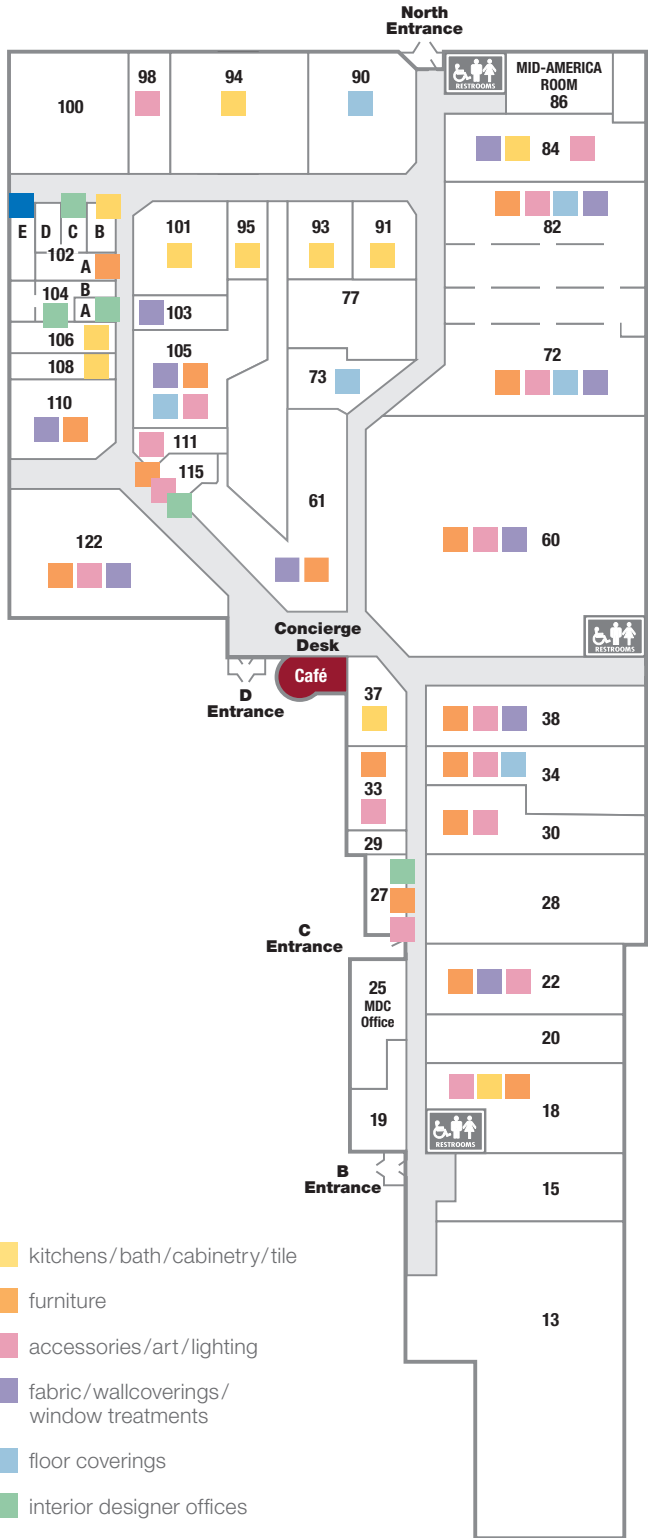 North
Entrance
RESTROOMS
MID-AMERICA
ROOM
86
98
94
90
100
84
82
E
D
C
B
102
A
104
B
A
106
108
110
101
95
93
91
77
103
105
73
72
111
115
61
60
122
RESTROOMS
Concierge
Desk
Café
D
Entrance
37
38
33
34
30
29
27
28
C
Entrance
25
MDC
Office
22
20
18
19
RESTROOMS
B
Entrance
15
13
kitchens/bath/cabinetry/tile
furniture
accessories/art/lighting
fabric/wallcoverings/
window treatments
floor coverings
interior designer offices